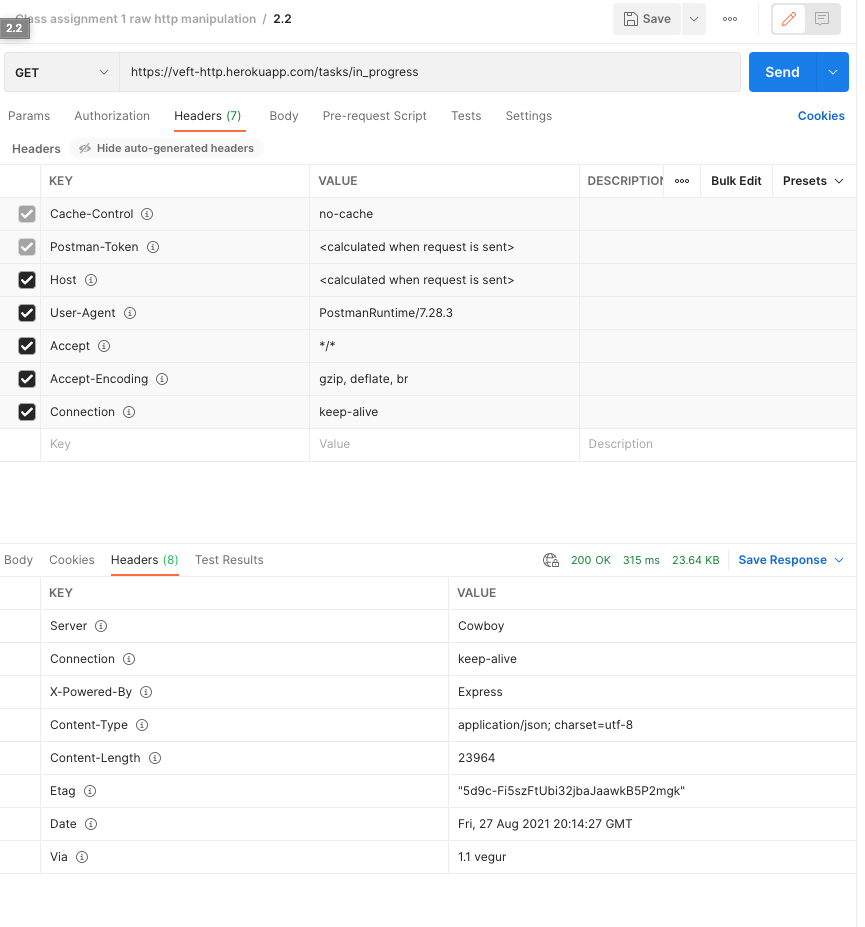 Class assignment 1 raw http manipulation / 2.2
2.2
Save
GET https://veft-http.herokuapp.com/tasks/in_progress Send
Params Authorization Headers (7) Body Pre-request Script Tests Settings Cookies
Headers Hide auto-generated headers
KEY VALUE DESCRIPTION Bulk Edit Presets
Cache-Control no-cache
Postman-Token <calculated when request is sent>
Host <calculated when request is sent>
User-Agent PostmanRuntime/7.28.3
Accept */*
Accept-Encoding gzip, deflate, br
Connection keep-alive
Key Value Description
Body Cookies Headers (8) Test Results 200 OK 315 ms 23.64 KB Save Response
KEY VALUE
Server Cowboy
Connection keep-alive
X-Powered-By Express
Content-Type application/json; charset=utf-8
Content-Length 23964
Etag "5d9c-Fi5szFtUbi32jbaJaawkB5P2mgk"
Date Fri, 27 Aug 2021 20:14:27 GMT
Via 1.1 vegur